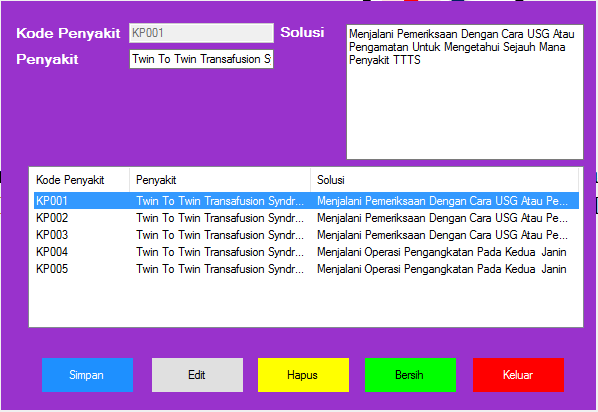 Kode Penyakit KP001 Solusi
Menjalani Pemeriksaan Dengan Cara USG Atau
Pengamatan Untuk Mengetahui Sejauh Mana
Penyakit TTTS
Penyakit Twin To Twin Transafusion S
Kode Penyakit Penyakit Solusi
KP001 Twin To Twin Transafusion Syndr... Menjalani Pemeriksaan Dengan Cara USG Atau Pe...
KP002 Twin To Twin Transafusion Syndr... Menjalani Pemeriksaan Dengan Cara USG Atau Pe...
KP003 Twin To Twin Transafusion Syndr... Menjalani Pemeriksaan Dengan Cara USG Atau Pe...
KP004 Twin To Twin Transafusion Syndr... Menjalani Operasi Pengangkatan Pada Kedua Janin
KP005 Twin To Twin Transafusion Syndr... Menjalani Operasi Pengangkatan Pada Kedua Janin
Simpan Edit Hapus Bersih Keluar